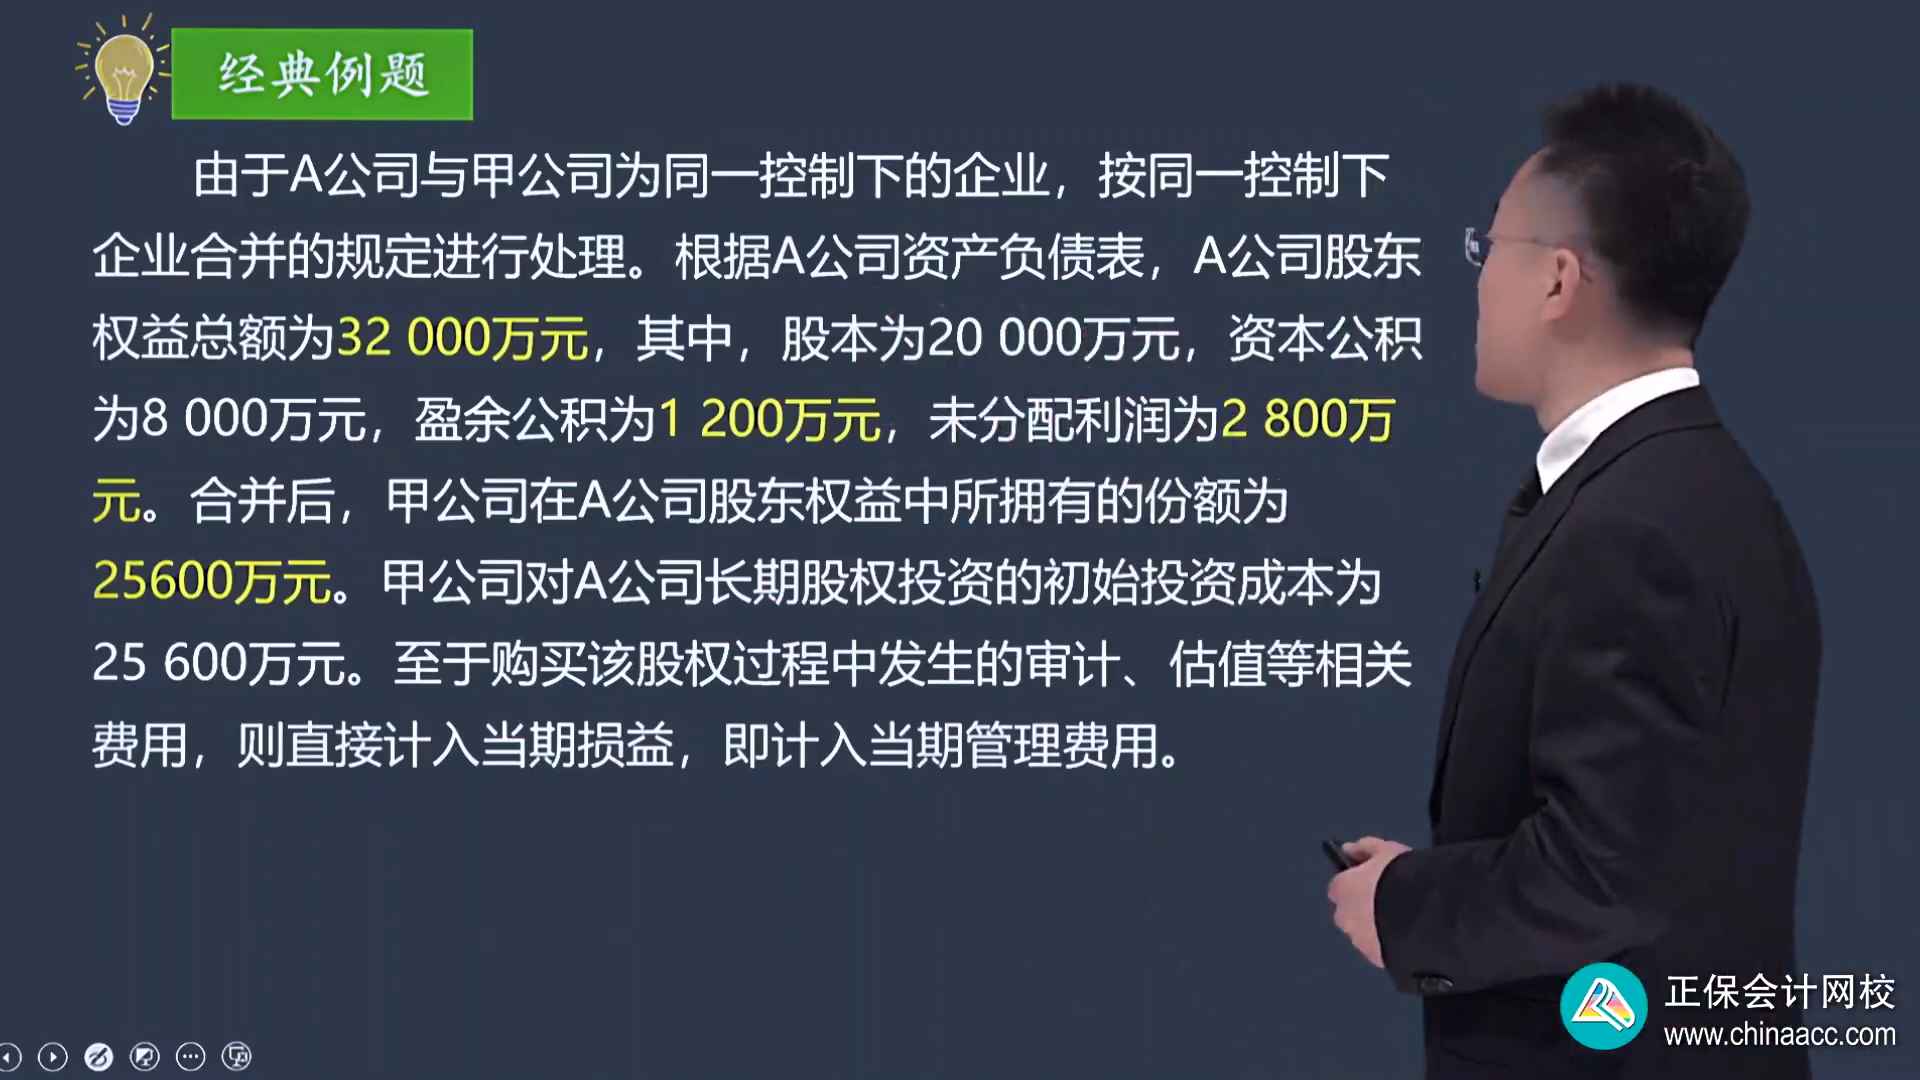 经典例题
由于A公司与甲公司为同一控制下的企业，按同一控制下
企业合并的规定进行处理。根据A公司资产负债表，A公司股东
权益总额为32 000万元，其中，股本为20 000万元，资本公积
为8 000万元，盈余公积为1 200万元，未分配利润为2 800万
元。合并后，甲公司在A公司股东权益中所拥有的份额为
25600万元。甲公司对A公司长期股权投资的初始投资成本为
25 600万元。至于购买该股权过程中发生的审计、估值等相关
费用，则直接计入当期损益，即计入当期管理费用。
正保会计网校
www.chinaacc.com